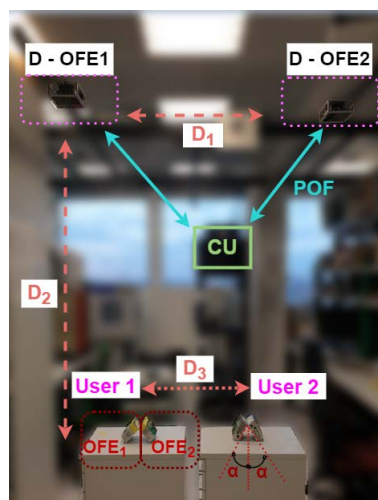 D - OFE1
D - OFE2
D1
POF
CU
D2
D3
User 1
User 2
OFE1
OFE2
α
α